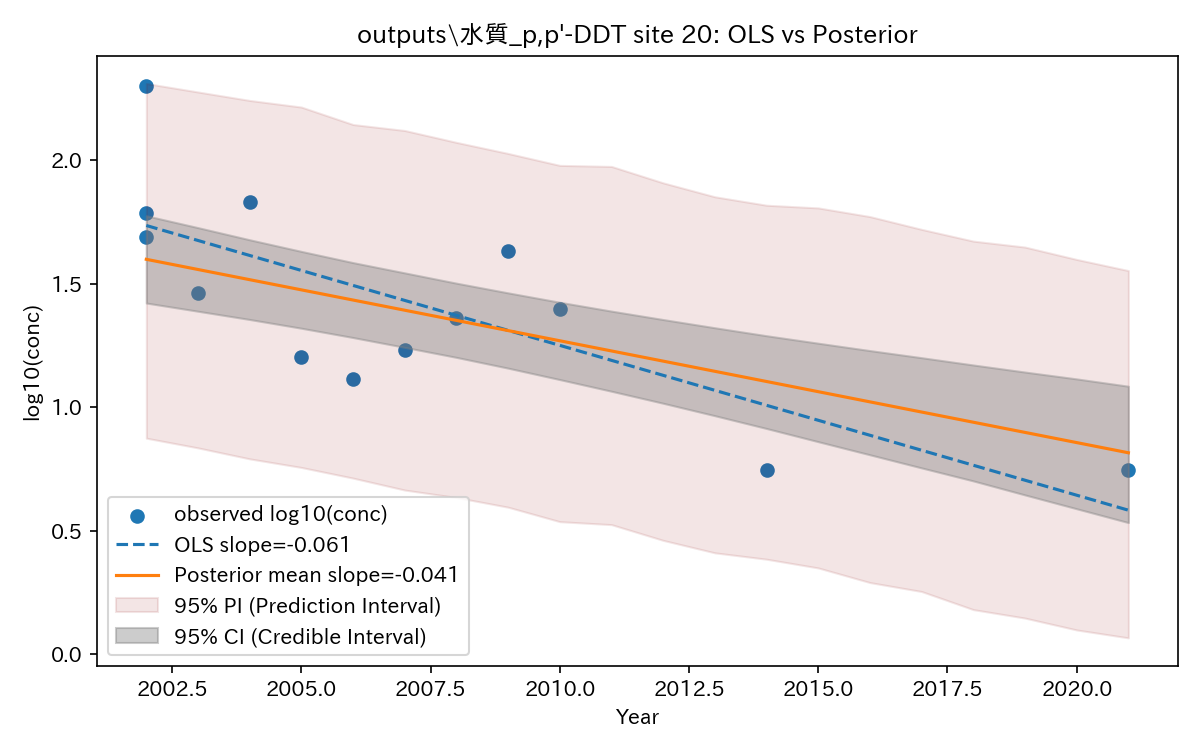 outputs\水質_p,p'-DDT site 20: OLS vs Posterior
log10(conc)
2.0
1.5
1.0
0.5
0.0
observed log10(conc)
OLS slope=-0.061
Posterior mean slope=-0.041
95% PI (Prediction Interval)
95% CI (Credible Interval)
2002.5 2005.0 2007.5 2010.0 2012.5 2015.0 2017.5 2020.0
Year